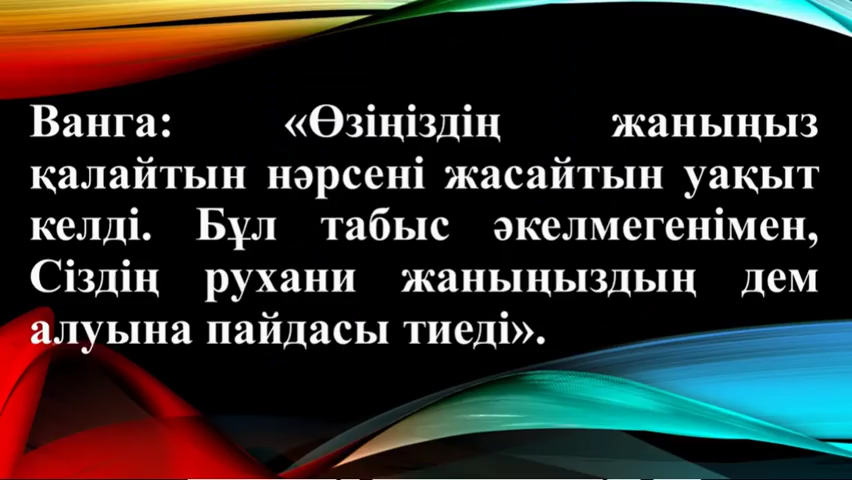 Ванга: «Өзіңіздің жаныңыз
қалайтын нәрсені жасайтын уақыт
келді. Бұл табыс әкелмегенімен,
Сіздің рухани жаныңыздың дем
алуына пайдасы тиеді».